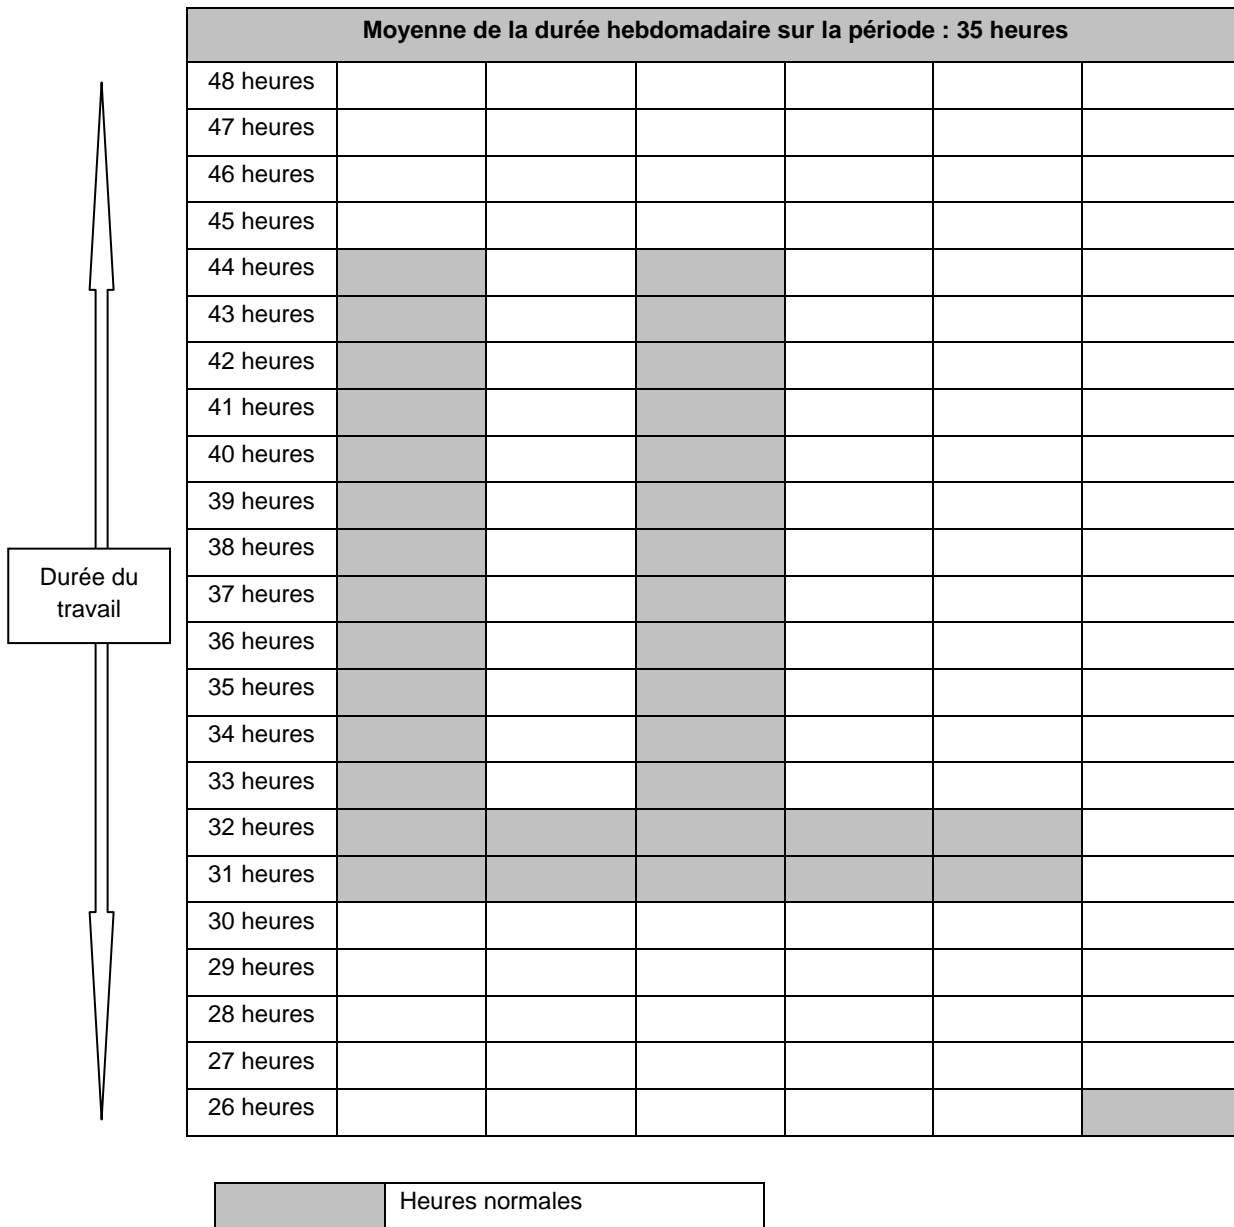 Moyenne de la durée hebdomadaire sur la période : 35 heures
48 heures
47 heures
46 heures
45 heures
44 heures
43 heures
42 heures
41 heures
40 heures
39 heures
38 heures
Durée du
travail
37 heures
36 heures
35 heures
34 heures
33 heures
32 heures
31 heures
30 heures
29 heures
28 heures
27 heures
26 heures
Heures normales